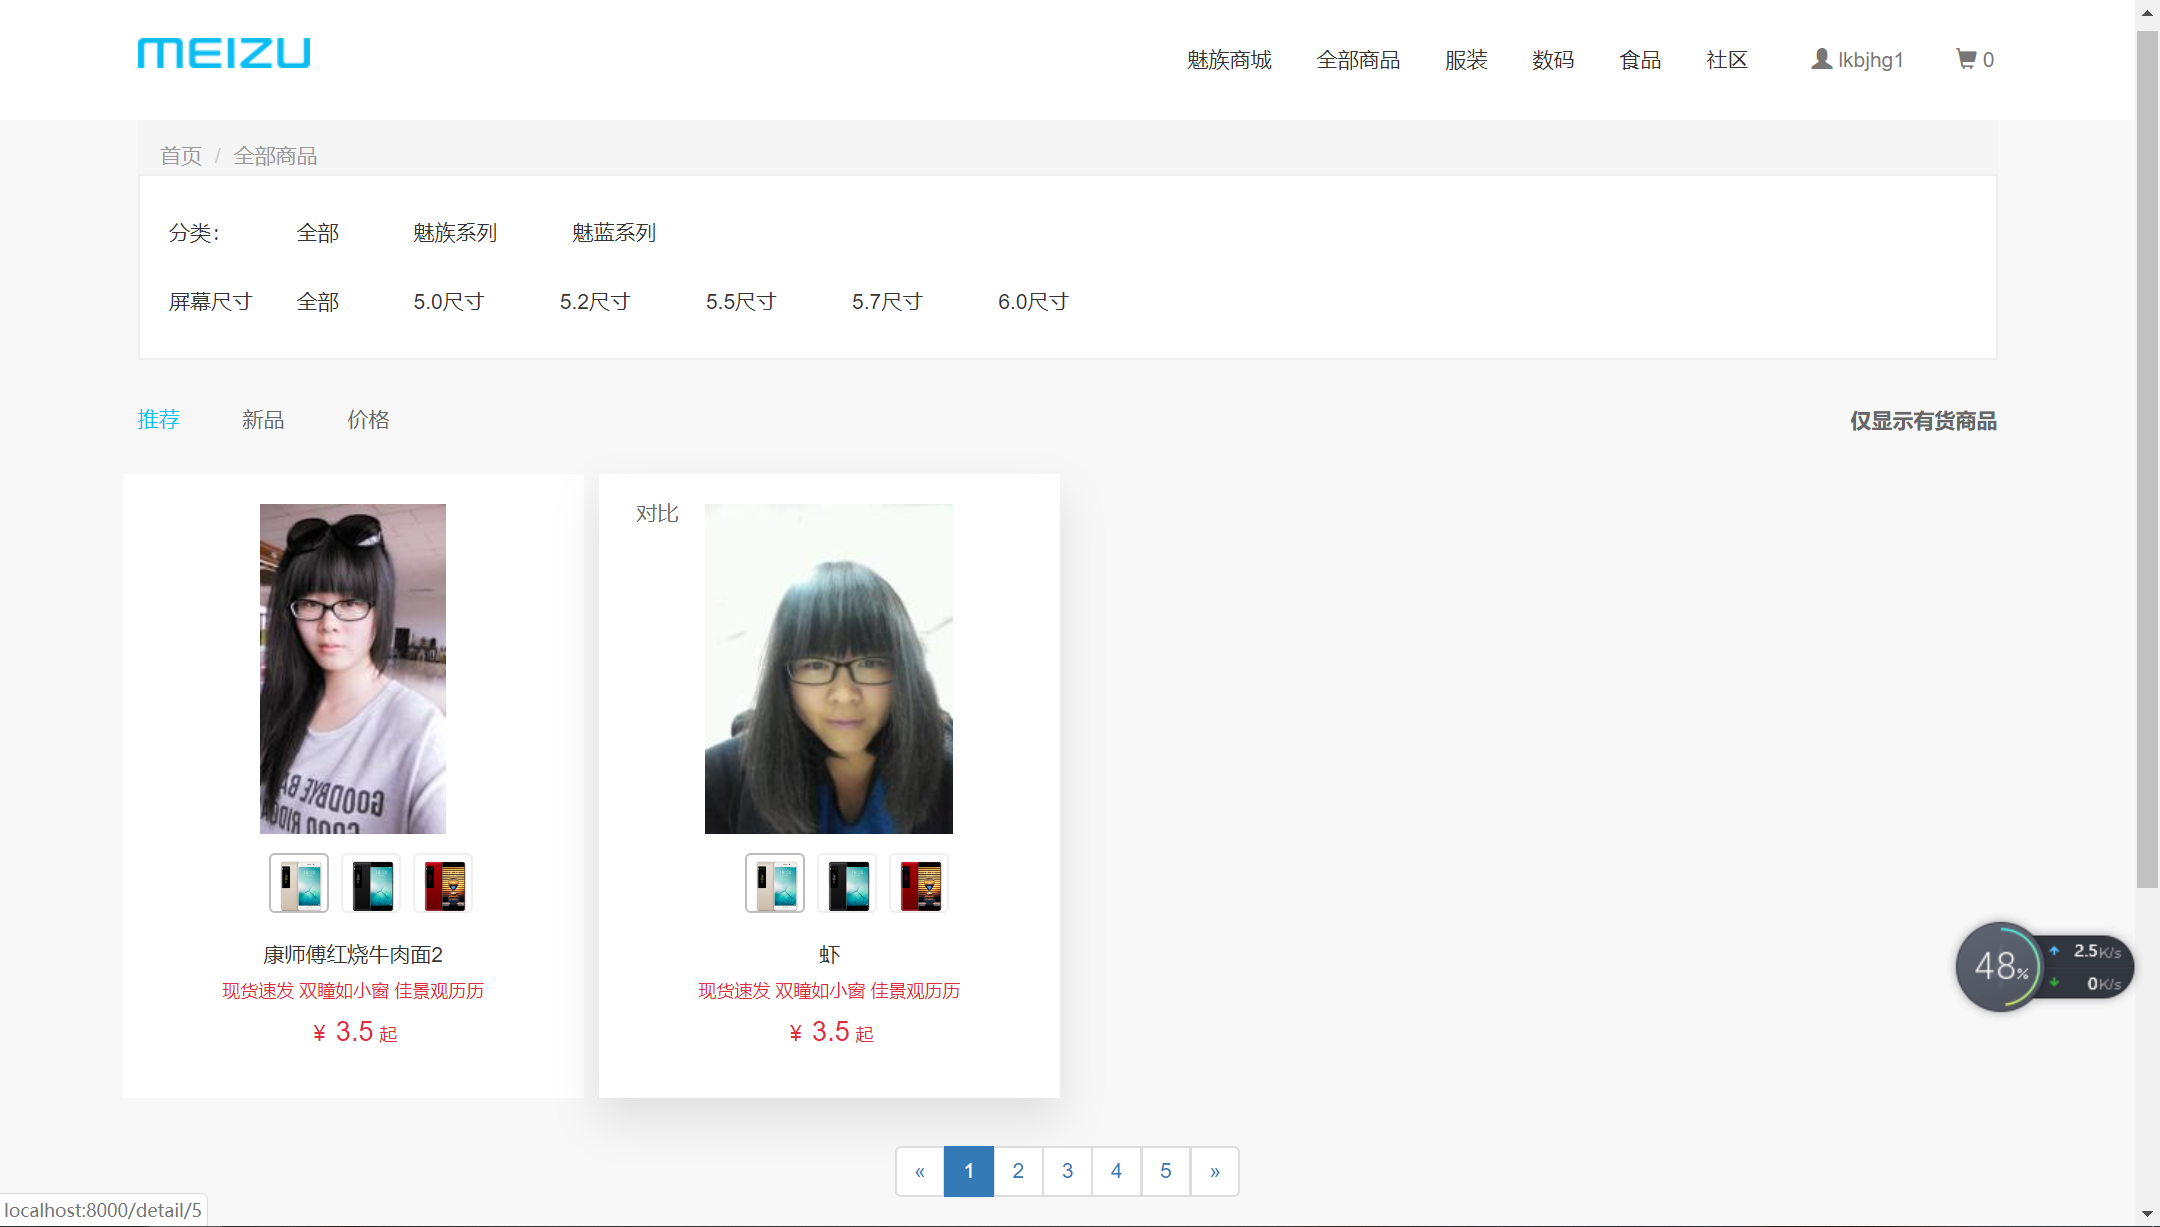 MEIZU
魅族商城 全部商品 服装 数码 食品 社区 lkbjhg1 0
首页 / 全部商品
分类： 全部 魅族系列 魅蓝系列
屏幕尺寸 全部 5.0尺寸 5.2尺寸 5.5尺寸 5.7尺寸 6.0尺寸
推荐 新品 价格 仅显示有货商品
对比
GOODBYE BA
GOOD RIDD
康师傅红烧牛肉面2
现货速发 双瞳如小窗 佳景观历历
¥ 3.5 起
虾
现货速发 双瞳如小窗 佳景观历历
¥ 3.5 起
48%
2.5K/s
0K/s
« 1 2 3 4 5 »
localhost:8000/detail/5